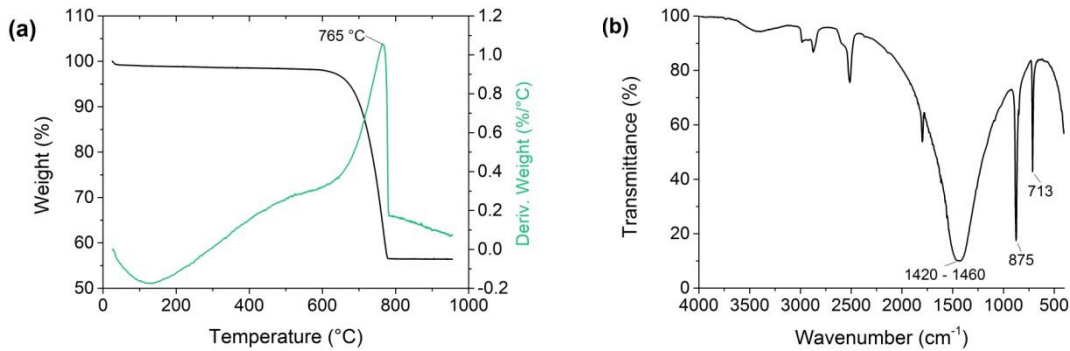 (a)
765 °C
110
100
90
80
70
60
50
Weight (%)
1.2
1.0
0.8
0.6
0.4
0.2
0.0
-0.2
Deriv. Weight (%/°C)
0 200 400 600 800 1000
Temperature (°C)
(b)
100
80
60
40
20
0
Transmittance (%)
713
875
1420 - 1460
4000 3500 3000 2500 2000 1500 1000 500
Wavenumber (cm⁻¹)